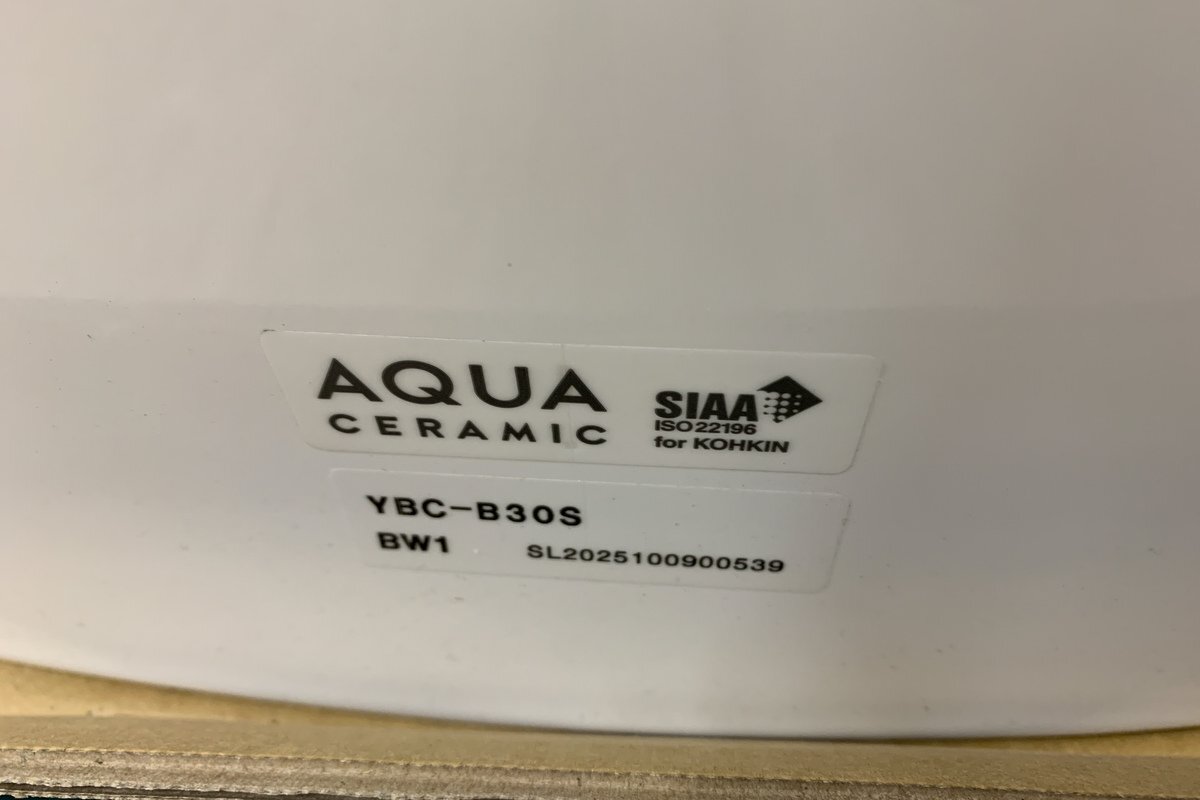 AQUA
CERAMIC
SIAA
ISO 22196
for KOHKIN
YBC-B30S
BW1 SL2025100900539